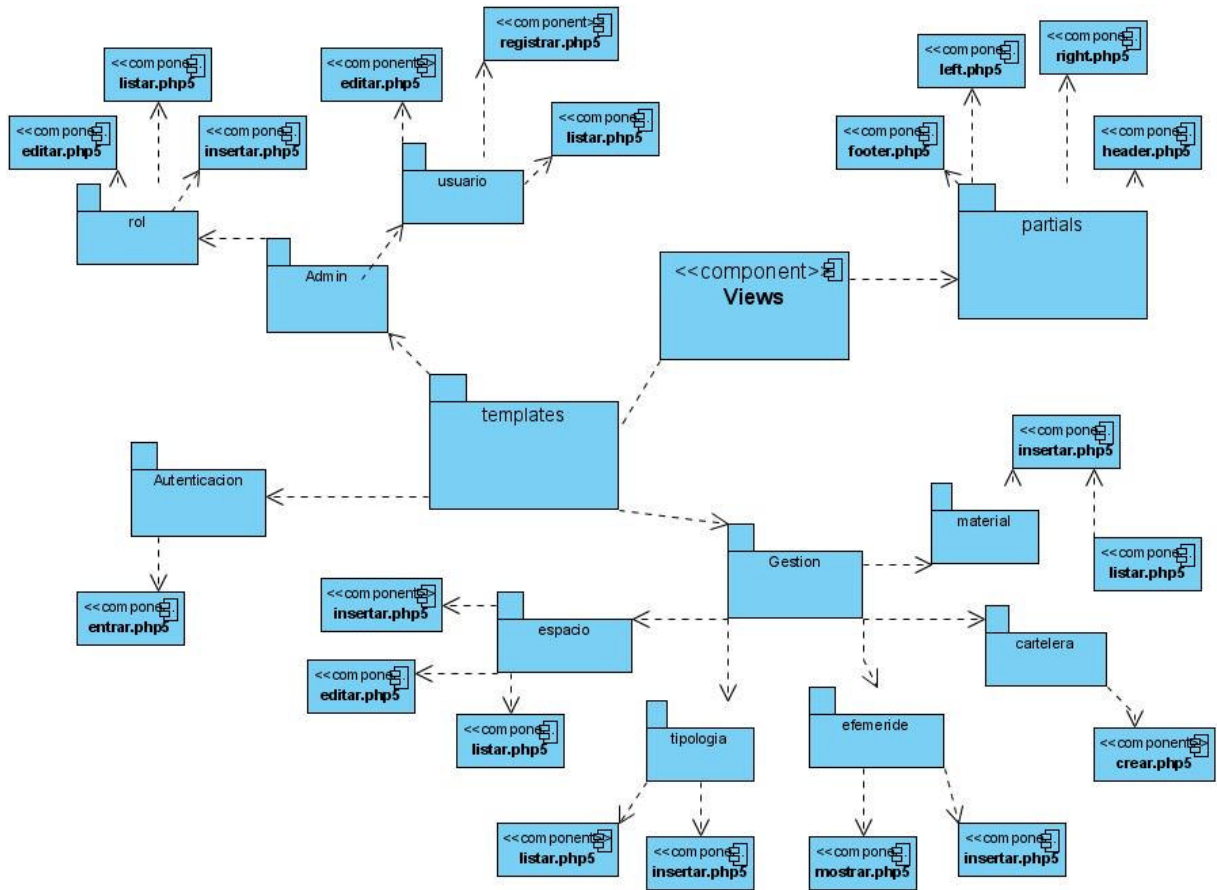 <<component>>
registrar.php5
<<compone...
listar.php5
<<component>>
editar.php5
<<compone...
left.php5
<<compone...
right.php5
<<compone...
editar.php5
<<compone...
insertar.php5
<<compone...
listar.php5
<<compone...
footer.php5
<<compone...
header.php5
usuario
rol
partials
Admin
<<component>>
Views
templates
<<compone...
insertar.php5
Autenticacion
material
Gestion
<<compone...
listar.php5
<<component>>
insertar.php5
<<compone...
entrar.php5
espacio
cartelera
<<compone...
editar.php5
<<compone...
listar.php5
tipologia
efemeride
<<component>>
crear.php5
<<component>>
listar.php5
<<compone...
insertar.php5
<<compone...
mostrar.php5
<<compone...
insertar.php5